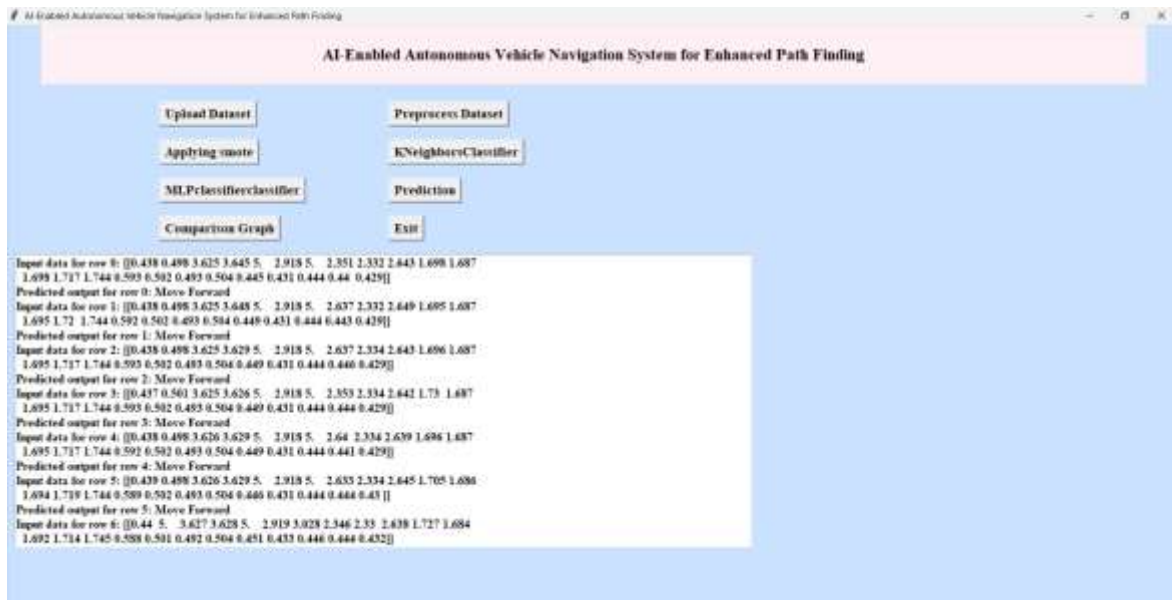 AI-Enabled Autonomous Vehicle Navigation System for Enhanced Path Finding
AI-Enabled Autonomous Vehicle Navigation System for Enhanced Path Finding
Upload Dataset
Preprocess Dataset
Applying smote
KNeighborsClassifier
MLPclassifierclassifier
Prediction
Comparison Graph
Exit
Input data for row 0: [[0.438 0.498 3.625 3.645 5. 2.918 5. 2.351 2.332 2.643 1.698 1.687
1.698 1.717 1.744 0.593 0.502 0.493 0.504 0.445 0.431 0.444 0.44 0.429]]
Predicted output for row 0: Move Forward
Input data for row 1: [[0.438 0.498 3.625 3.648 5. 2.918 5. 2.637 2.332 2.649 1.695 1.687
1.695 1.72 1.744 0.592 0.502 0.493 0.504 0.449 0.431 0.444 0.443 0.429]]
Predicted output for row 1: Move Forward
Input data for row 2: [[0.438 0.498 3.625 3.629 5. 2.918 5. 2.637 2.334 2.643 1.696 1.687
1.695 1.717 1.744 0.593 0.502 0.493 0.504 0.449 0.431 0.444 0.446 0.429]]
Predicted output for row 2: Move Forward
Input data for row 3: [[0.437 0.501 3.625 3.626 5. 2.918 5. 2.353 2.334 2.642 1.73 1.687
1.695 1.717 1.744 0.593 0.502 0.493 0.504 0.449 0.431 0.444 0.444 0.429]]
Predicted output for row 3: Move Forward
Input data for row 4: [[0.438 0.498 3.626 3.629 5. 2.918 5. 2.64 2.334 2.639 1.696 1.687
1.695 1.717 1.744 0.592 0.502 0.493 0.504 0.449 0.431 0.444 0.441 0.429]]
Predicted output for row 4: Move Forward
Input data for row 5: [[0.439 0.498 3.626 3.629 5. 2.918 5. 2.633 2.334 2.645 1.705 1.686
1.694 1.719 1.744 0.589 0.502 0.493 0.504 0.446 0.431 0.444 0.444 0.43 ]]
Predicted output for row 5: Move Forward
Input data for row 6: [[0.44 5. 3.627 3.628 5. 2.919 3.028 2.346 2.33 2.638 1.727 1.684
1.692 1.714 1.745 0.588 0.501 0.492 0.504 0.451 0.433 0.446 0.444 0.432]]